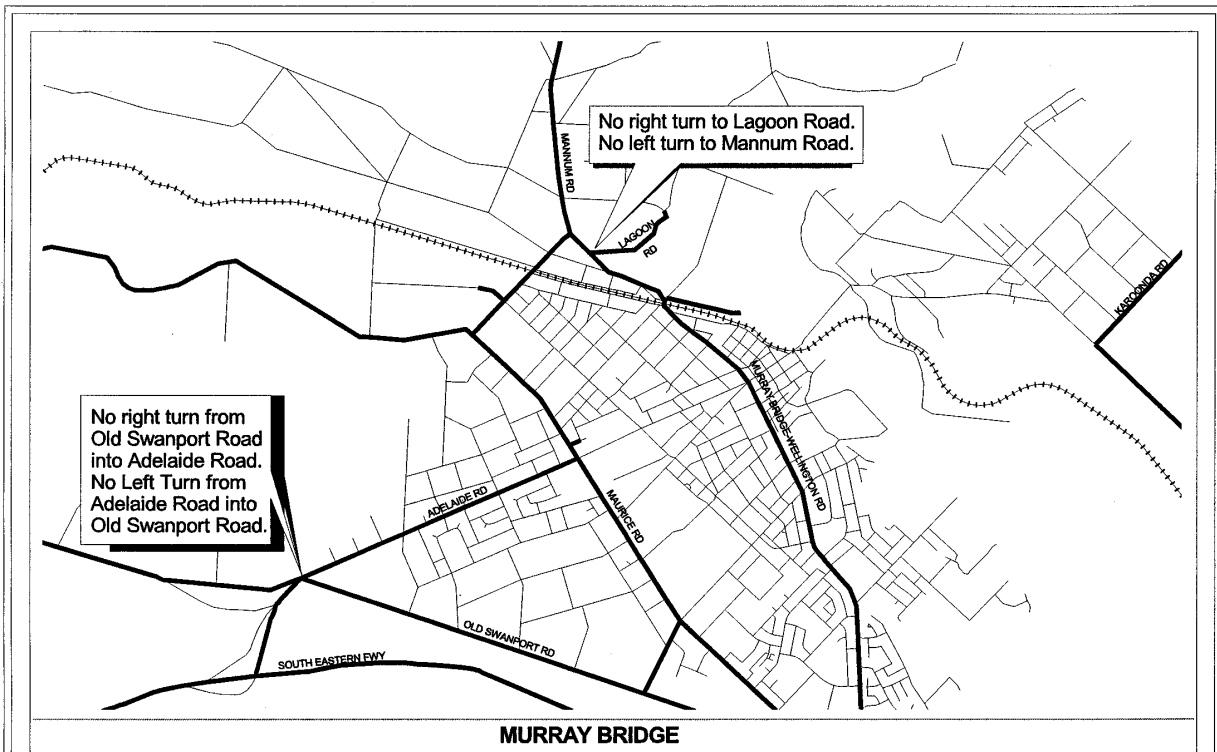 No right turn to Lagoon Road.
No left turn to Mannum Road.
MANNUM RD
LAGOON
RD
KAROONDA RD
MURRAY BRIDGE-WELLINGTON RD
No right turn from
Old Swanport Road
into Adelaide Road.
No Left Turn from
Adelaide Road into
Old Swanport Road.
ADELAIDE RD
MAURICE RD
OLD SWANPORT RD
SOUTH EASTERN FWY
MURRAY BRIDGE